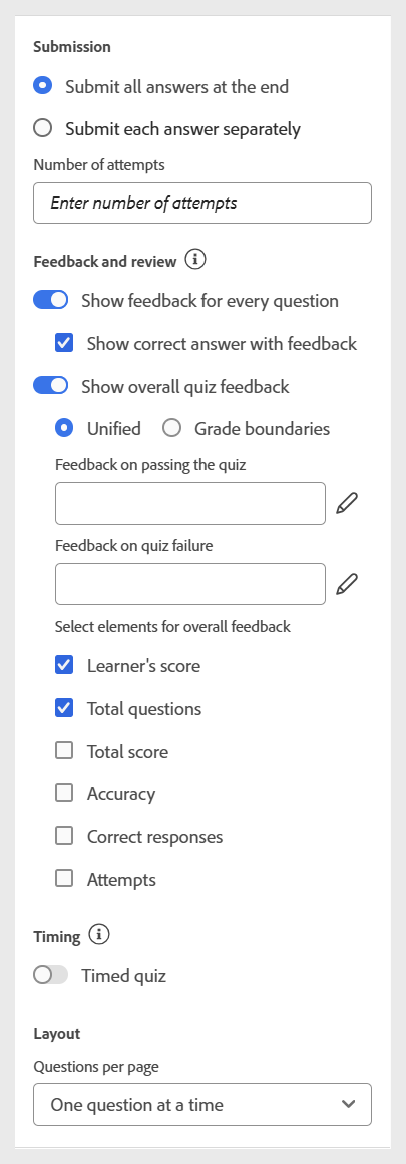 Submission
Submit all answers at the end
Submit each answer separately
Number of attempts
Enter number of attempts
Feedback and review
Show feedback for every question
Show correct answer with feedback
Show overall quiz feedback
Unified Grade boundaries
Feedback on passing the quiz
Feedback on quiz failure
Select elements for overall feedback
Learner's score
Total questions
Total score
Accuracy
Correct responses
Attempts
Timing
Timed quiz
Layout
Questions per page
One question at a time